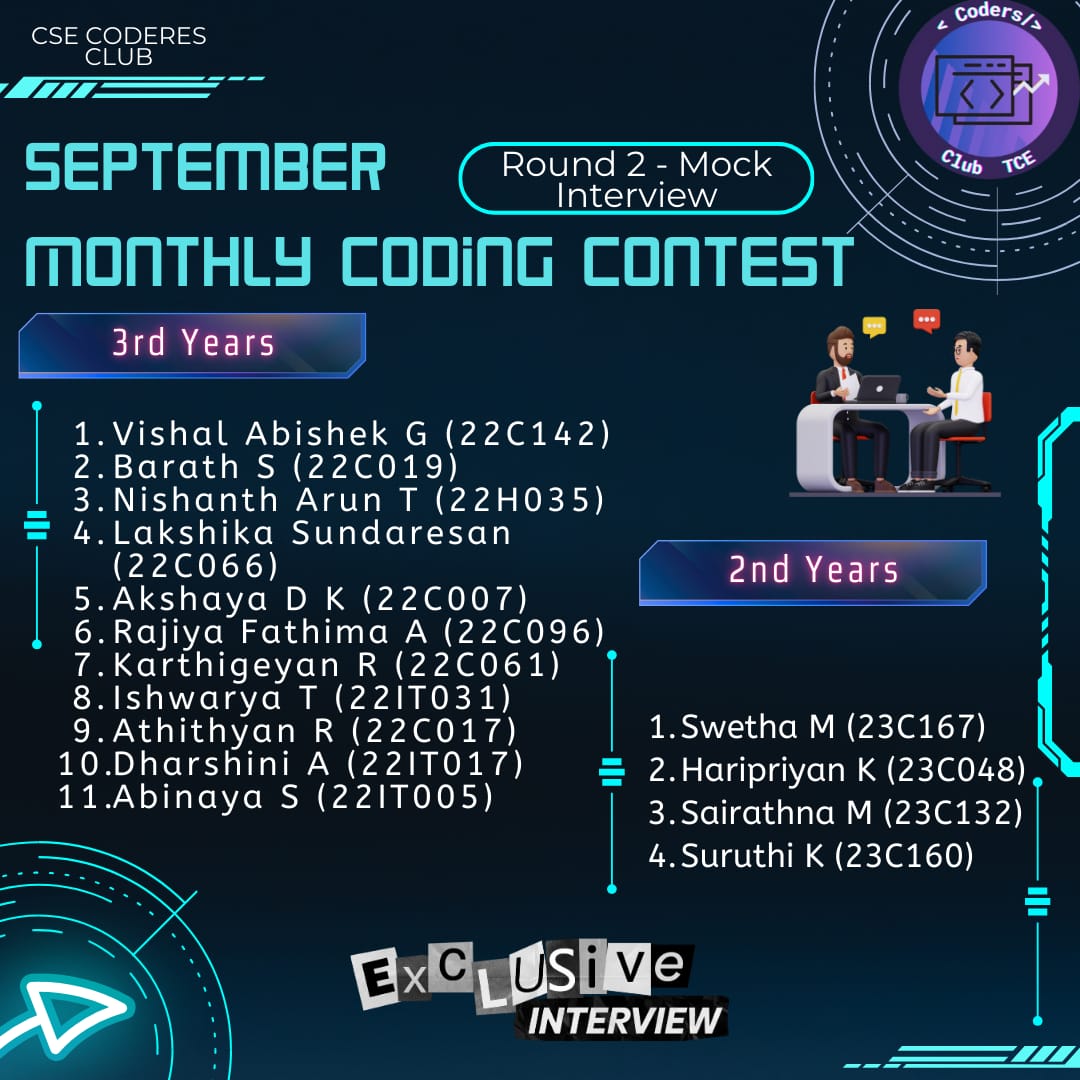 CSE CODERES
CLUB
< Coders/>
Club TCE
SEPTEMBER
Round 2 - Mock
Interview
MONTHLY CODiNG CONTEST
3rd Years
1. Vishal Abishek G (22C142)
2. Barath S (22C019)
3. Nishanth Arun T (22H035)
4. Lakshika Sundaresan
(22C066)
5. Akshaya D K (22C007)
6. Rajiya Fathima A (22C096)
7. Karthigeyan R (22C061)
8. Ishwarya T (22IT031)
9. Athithyan R (22C017)
10. Dharshini A (22IT017)
11. Abinaya S (22IT005)
2nd Years
1. Swetha M (23C167)
2. Haripriyan K (23C048)
3. Sairathna M (23C132)
4. Suruthi K (23C160)
ExCLUSiVe
INTERVIEW